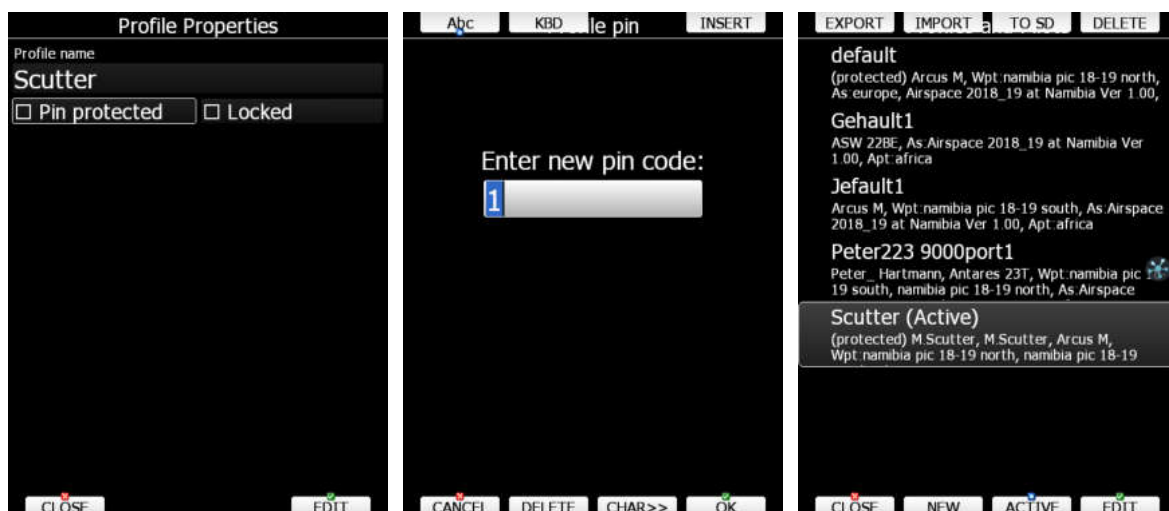 Profile Properties
Profile name
Scutter
Pin protected
Locked
CLOSE
EDIT
Abc
KBD
INSERT
le pin
Enter new pin code:
1
CANCEL
DELETE
CHAR>>
OK
EXPORT
IMPORT
TO SD
DELETE
default
(protected) Arcus M, Wpt:namibia pic 18-19 north,
As:europe, Airspace 2018_19 at Namibia Ver 1.00,
Gehault1
ASW 22BE, As:Airspace 2018_19 at Namibia Ver
1.00, Apt:africa
Jefault1
Arcus M, Wpt:namibia pic 18-19 south, As:Airspace
2018_19 at Namibia Ver 1.00, Apt:africa
Peter223 9000port1
Peter_ Hartmann, Antares 23T, Wpt:namibia pic
19 south, namibia pic 18-19 north, As:Airspace
Scutter (Active)
(protected) M.Scutter, M.Scutter, Arcus M,
Wpt:namibia pic 18-19 north, namibia pic 18-19
CLOSE
NEW
ACTIVE
EDIT